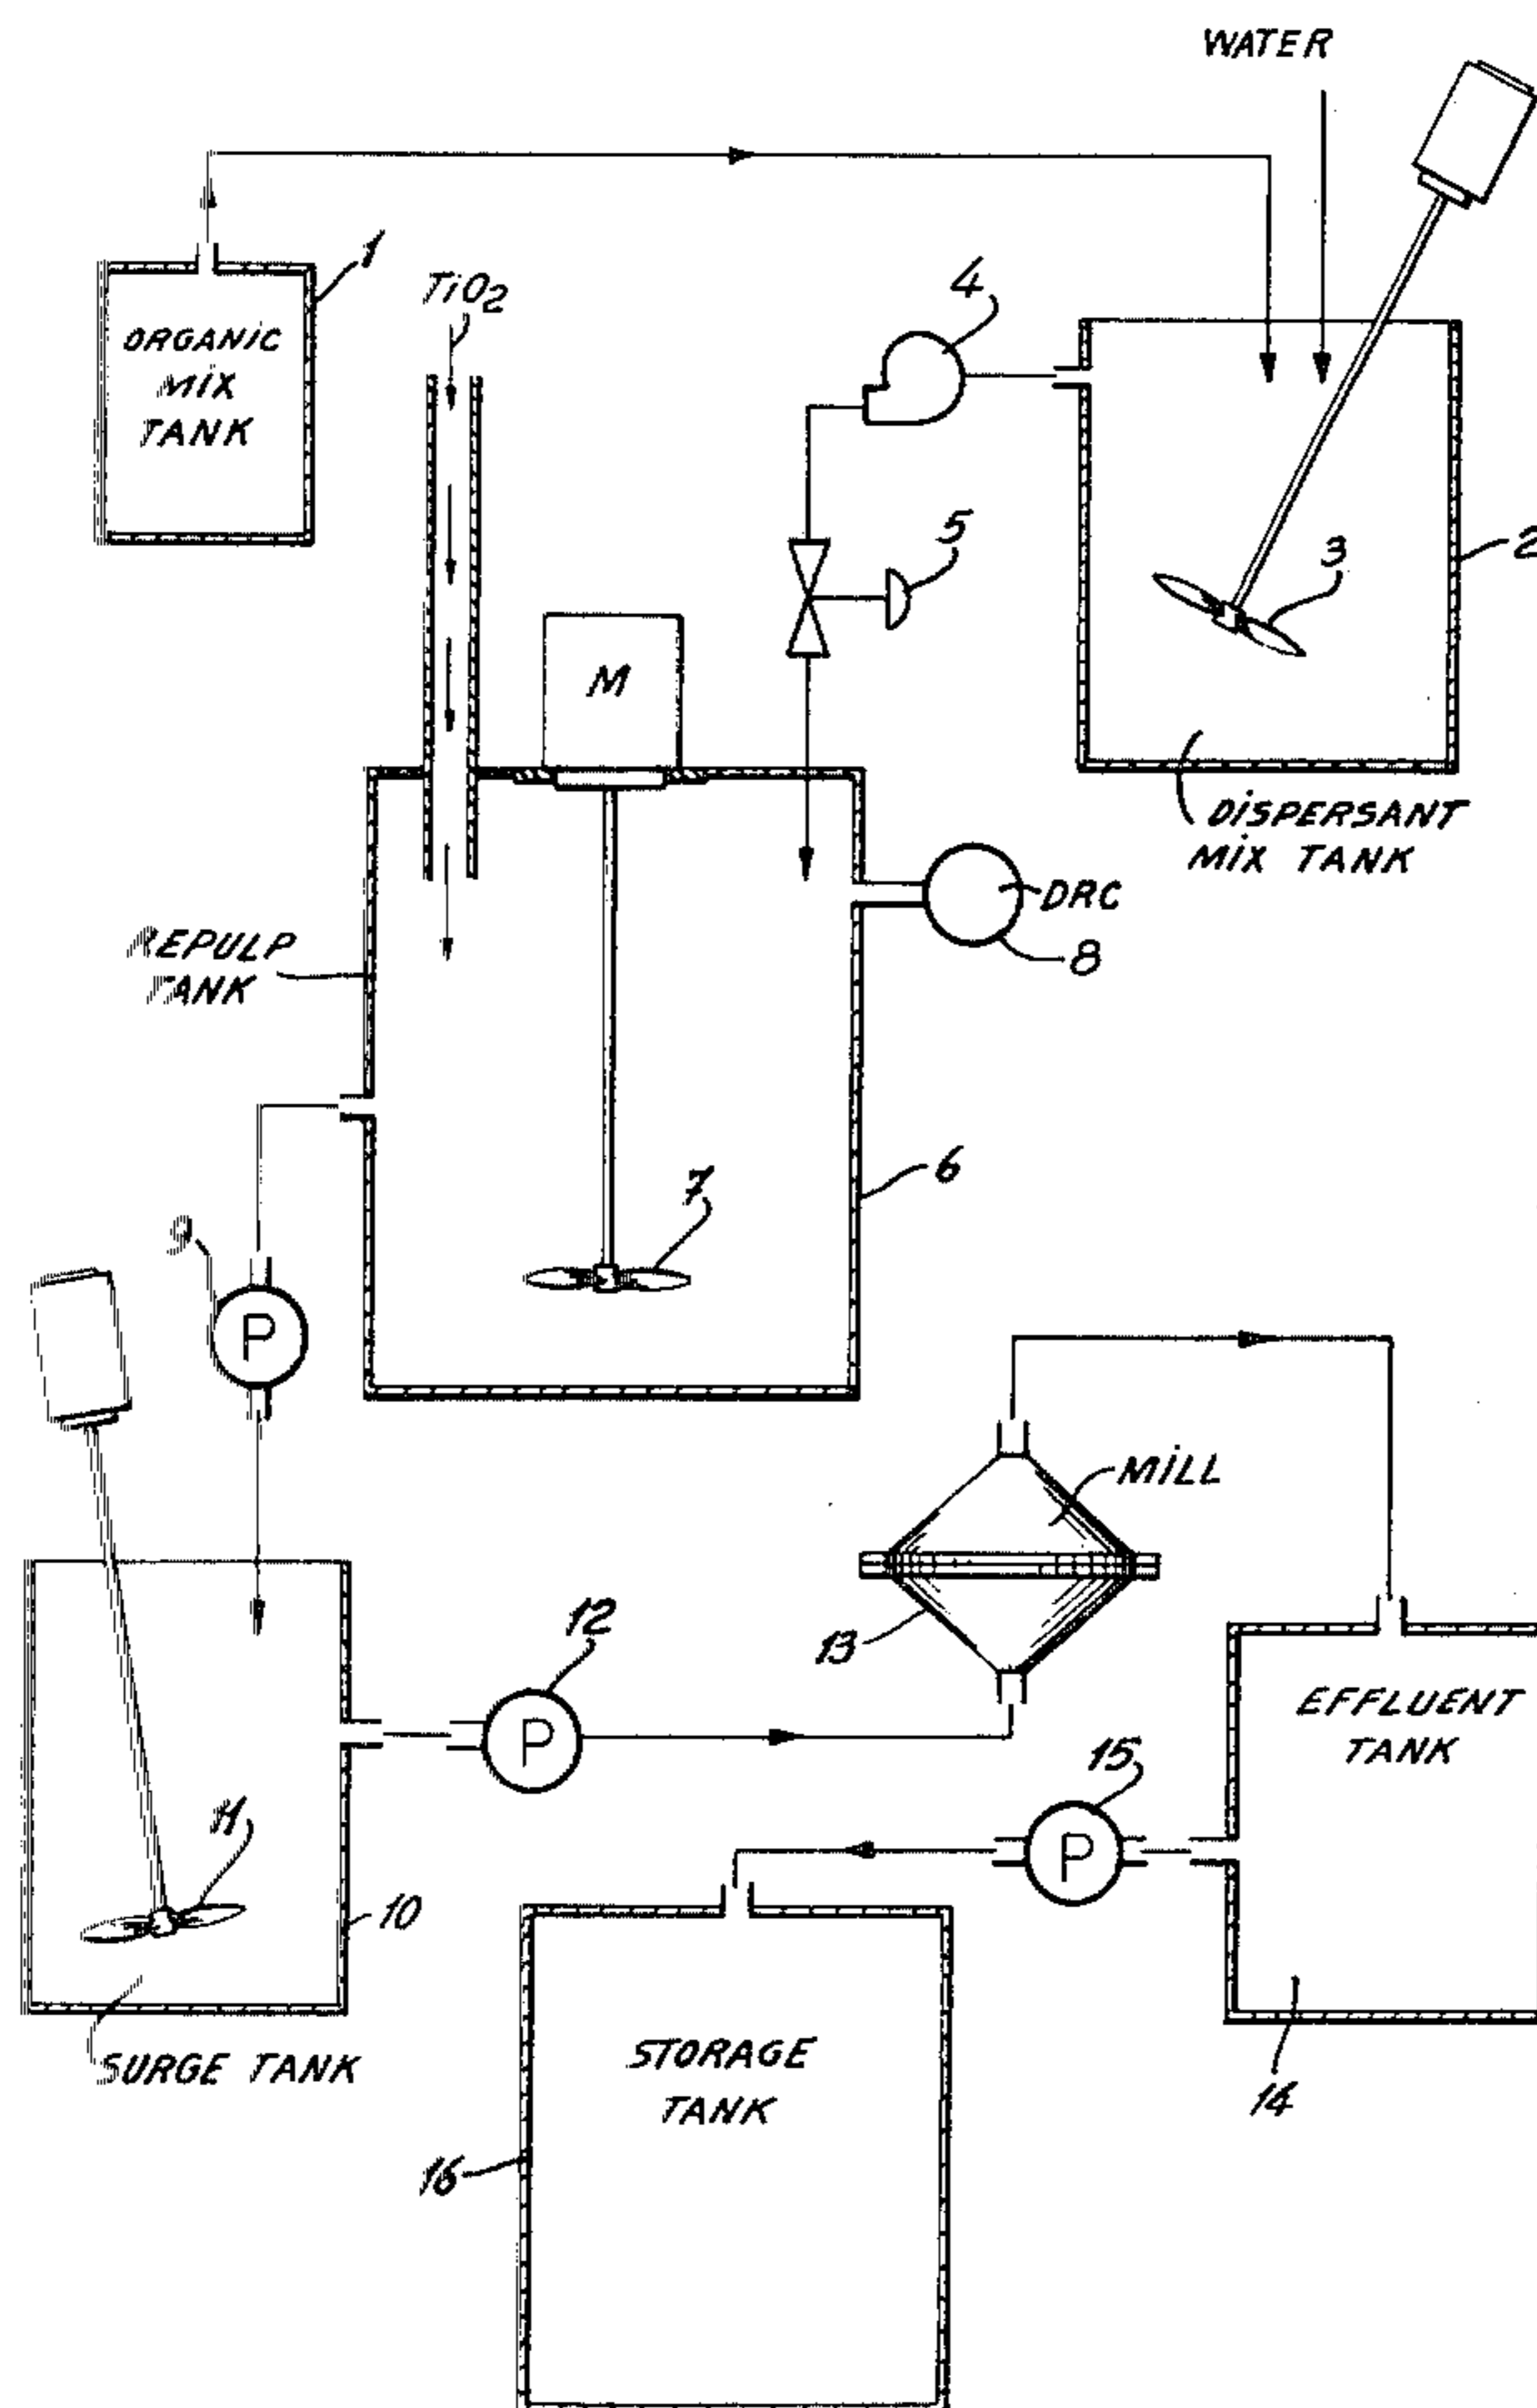 WATER
1
ORGANIC
MIX
TANK
TiO2
4
5
3
2
M
DISPERSANT
MIX TANK
DRC
8
REPULP
TANK
6
7
9
P
MILL
13
12
P
EFFLUENT
TANK
15
P
11
10
SURGE TANK
STORAGE
TANK
14
16